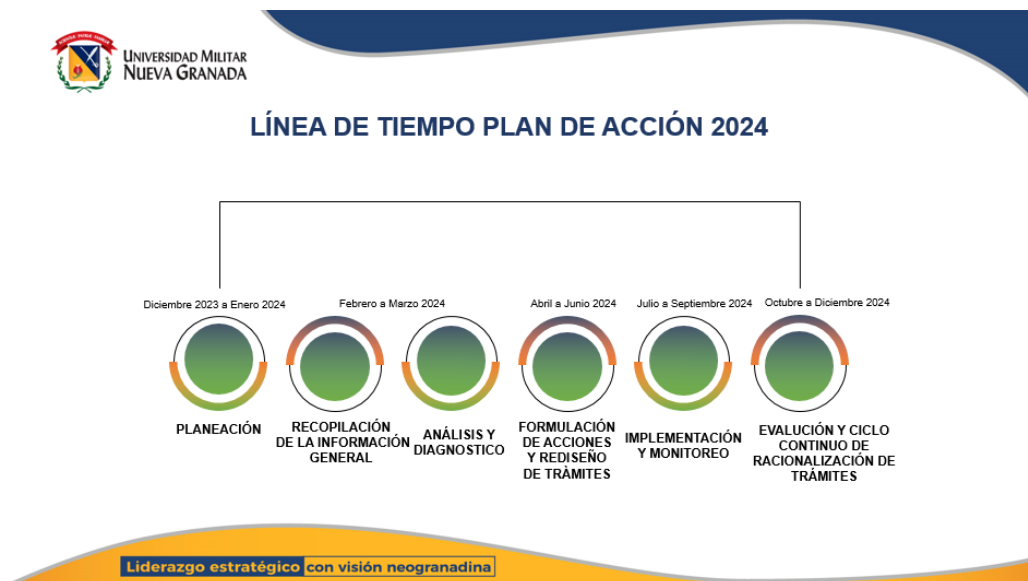 UNIVERSIDAD MILITAR
NUEVA GRANADA
LÍNEA DE TIEMPO PLAN DE ACCIÓN 2024
Diciembre 2023 a Enero 2024
Febrero a Marzo 2024
Abril a Junio 2024
Julio a Septiembre 2024
Octubre a Diciembre 2024
PLANEACIÓN
RECOPILACIÓN
DE LA INFORMACIÓN
GENERAL
ANÁLISIS Y
DIAGNOSTICO
FORMULACIÓN
DE ACCIONES
Y REDISEÑO
DE TRÀMITES
IMPLEMENTACIÓN
Y MONITOREO
EVALUCIÓN Y CICLO
CONTINUO DE
RACIONALIZACIÓN DE
TRÁMITES
Liderazgo estratégico con visión neogranadina